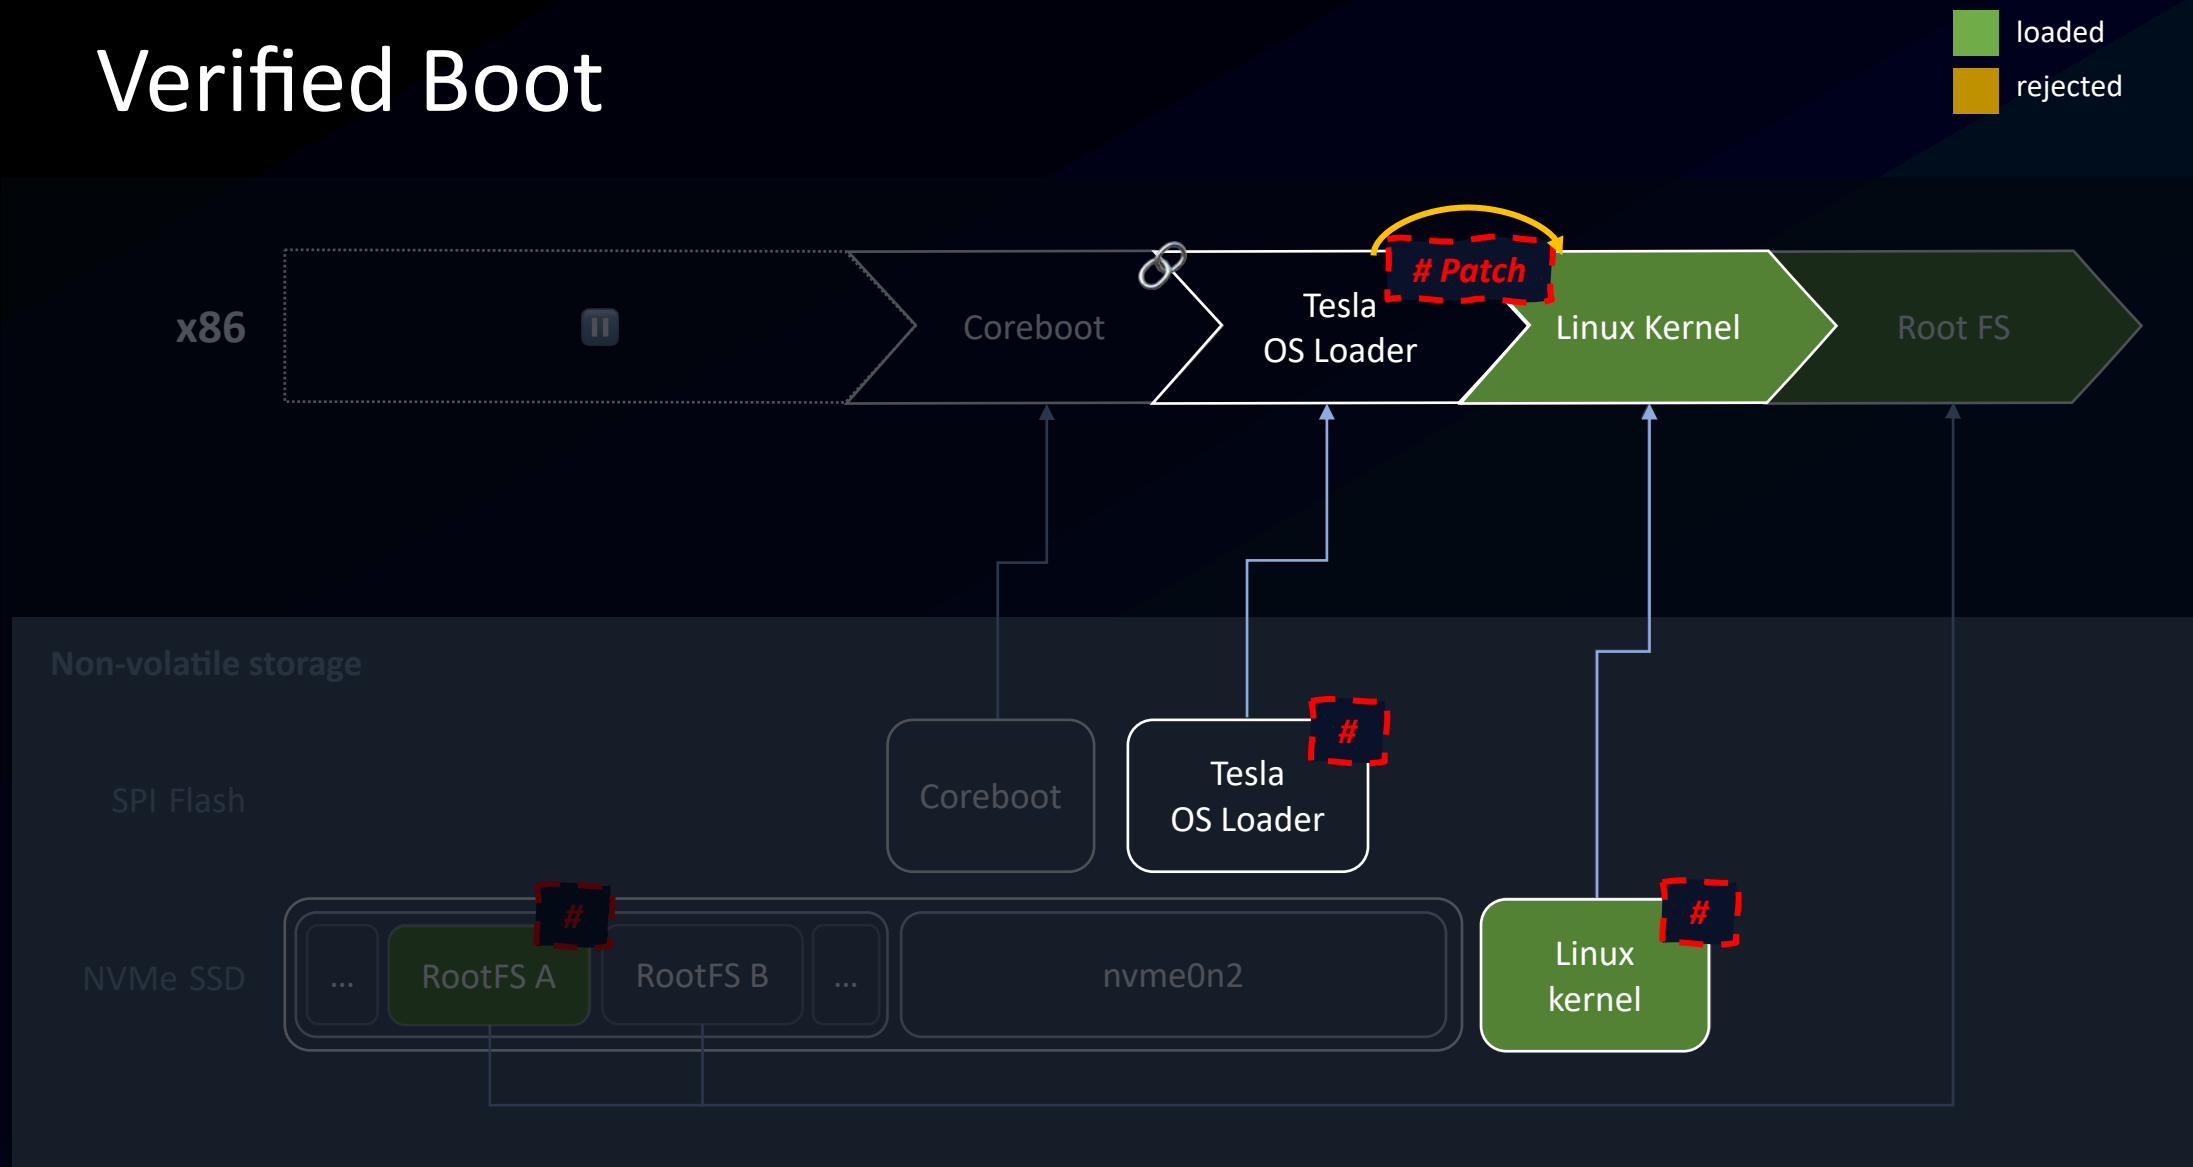 Verified Boot
loaded
rejected
# Patch
x86
Coreboot
Tesla
OS Loader
Linux Kernel
Root FS
Non-volatile storage
SPI Flash
Coreboot
Tesla
OS Loader
#
NVMe SSD
...
RootFS A
#
RootFS B
...
nvme0n2
Linux
kernel
#